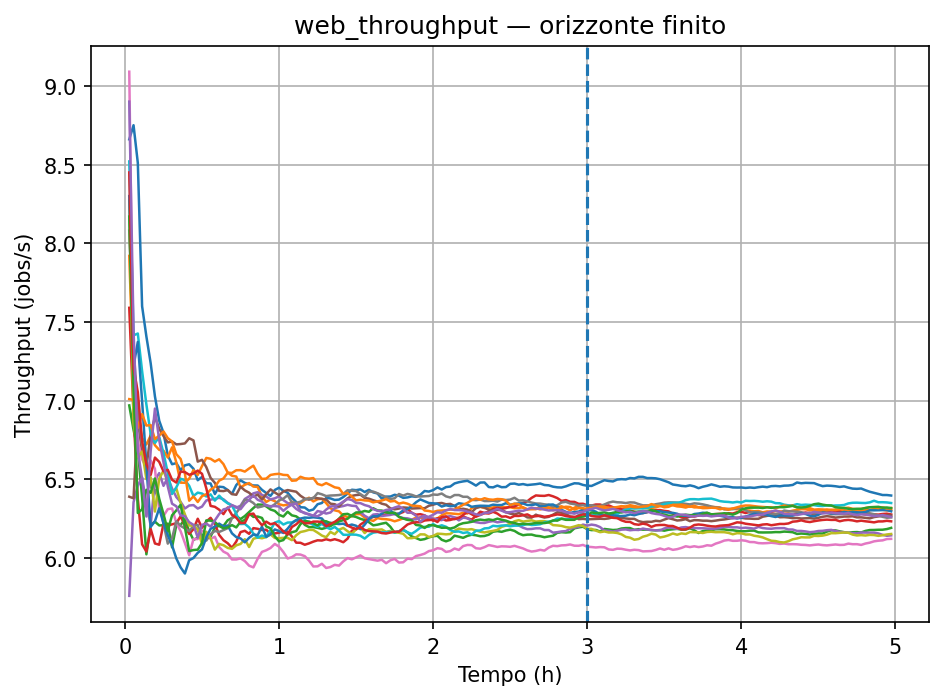 web_throughput — orizzonte finito
Throughput (jobs/s)
9.0
8.5
8.0
7.5
7.0
6.5
6.0
0 1 2 3 4 5
Tempo (h)